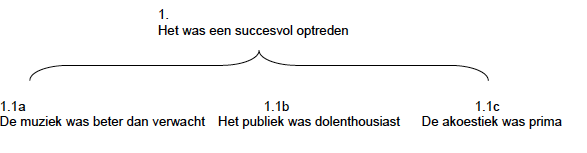 1.
Het was een succesvol optreden
1.1a
De muziek was beter dan verwacht
1.1b
Het publiek was dolenthousiast
1.1c
De akoestiek was prima